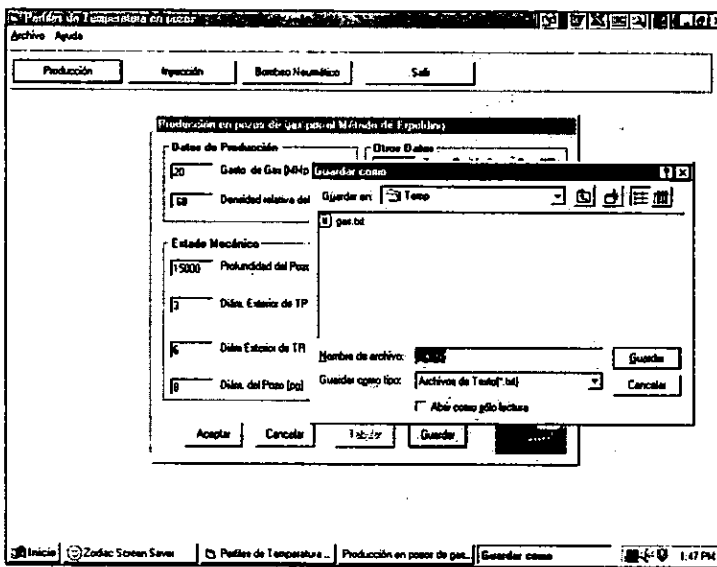 Perfiles de Temperatura en pozos
Archivo Ayuda
Producción
Inyección
Bombeo Neumático
Salir
Producción en pozos de gas por el Método de
Datos de Producción
Otros Datos
20
Gasto de Gas [MMp
.68
Densidad relativa del
Estado Mecánico
15000
Profundidad del Pozo
3
Diám. Exterior de TP
6
Diám Exterior de TR
8
Diám. del Pozo [pg]
Aceptar
Cancelar
Tabular
Guardar
Guardar como
Guardar en:
Temp
gas.txt
Nombre de archivo:
Guardar
Guardar como tipo:
Archivos de Texto(*.txt)
Cancelar
Abrir como sólo lectura
Inicio
Zodiac Screen Saver
Perfiles de Temperatura ...
Producción en pozos de gas...
Guardar como
1:47 PM